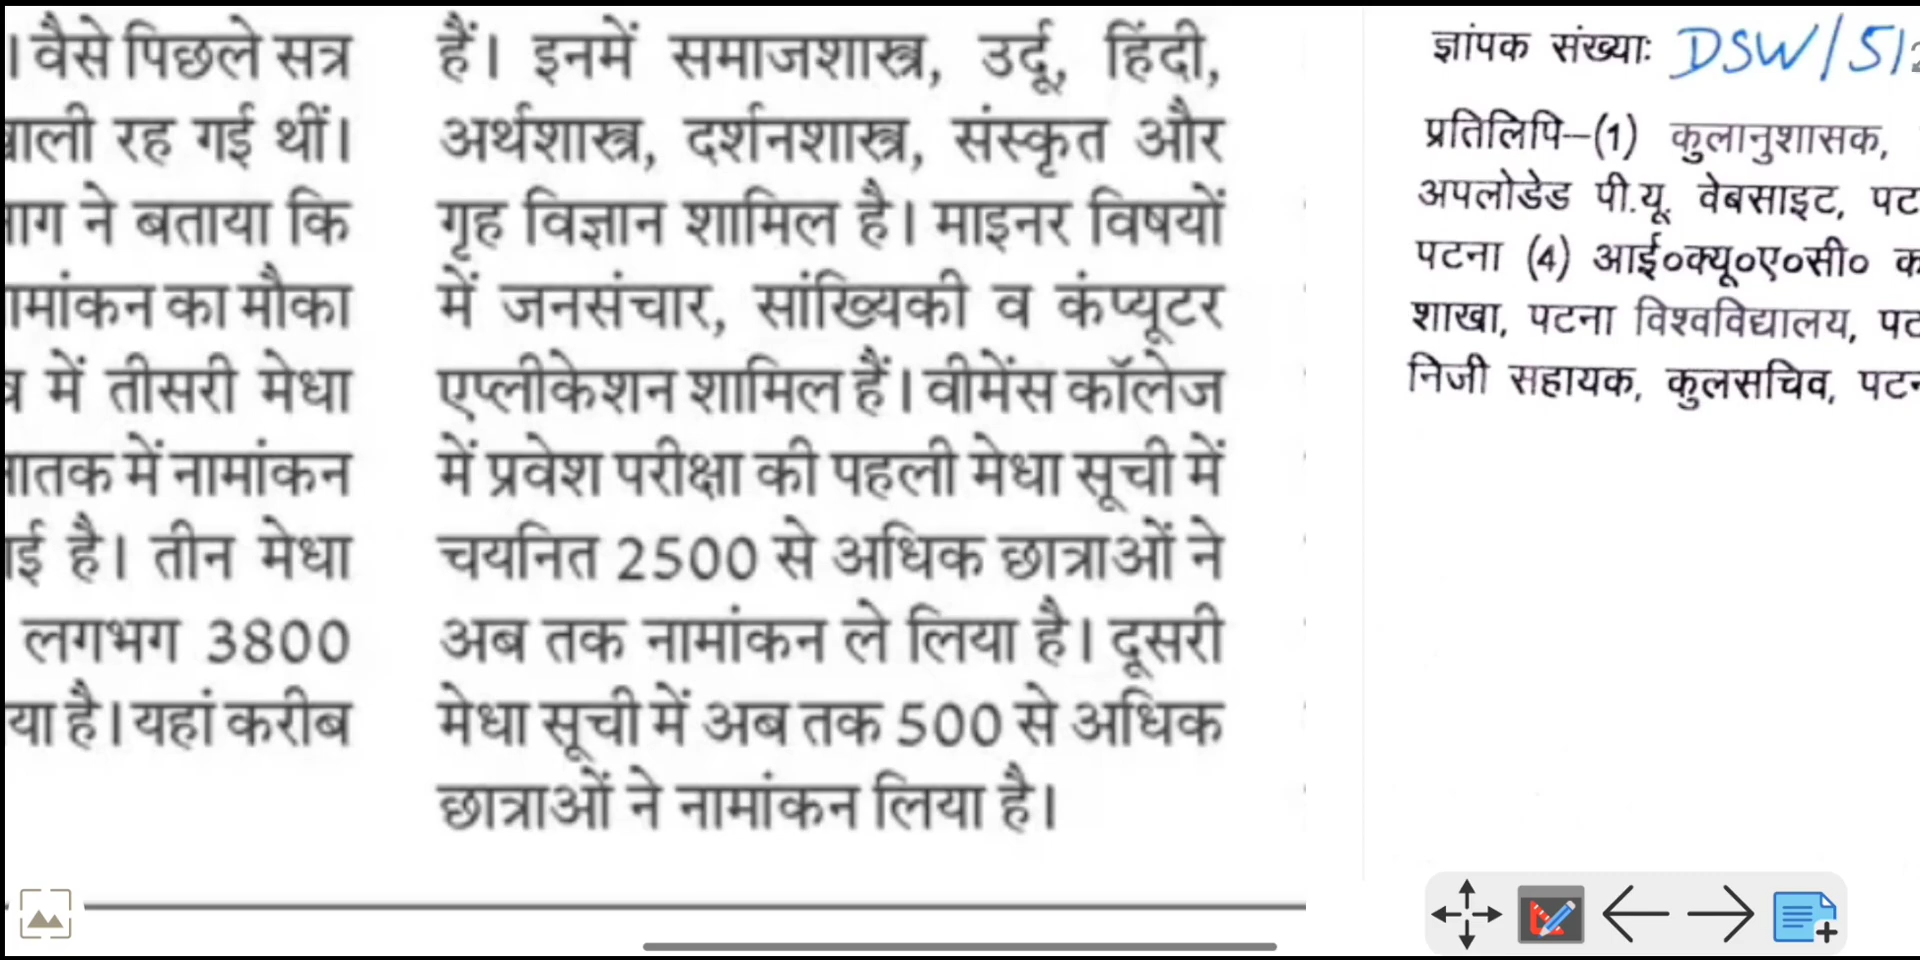 । वैसे पिछले सत्र
रह गई थीं।
ने बताया कि
का मौका
में तीसरी मेधा
में नामांकन
है। तीन मेधा
लगभग 3800
है। यहां करीब
हैं। इनमें समाजशास्त्र, उर्दू, हिंदी,
अर्थशास्त्र, दर्शनशास्त्र, संस्कृत और
गृह विज्ञान शामिल है। माइनर विषयों
में जनसंचार, सांख्यिकी व कंप्यूटर
एप्लीकेशन शामिल हैं। वीमेंस कॉलेज
में प्रवेश परीक्षा की पहली मेधा सूची में
चयनित 2500 से अधिक छात्राओं ने
अब तक नामांकन ले लिया है। दूसरी
मेधा सूची में अब तक 500 से अधिक
छात्राओं ने नामांकन लिया है।
ज्ञांपक संख्याः DSW/51
प्रतिलिपि–(1) कुलानुशासक,
अपलोडेड पी.यू. वेबसाइट,
पटना (4) आई०क्यू०ए०सी०
शाखा, पटना विश्वविद्यालय,
निजी सहायक, कुलसचिव,